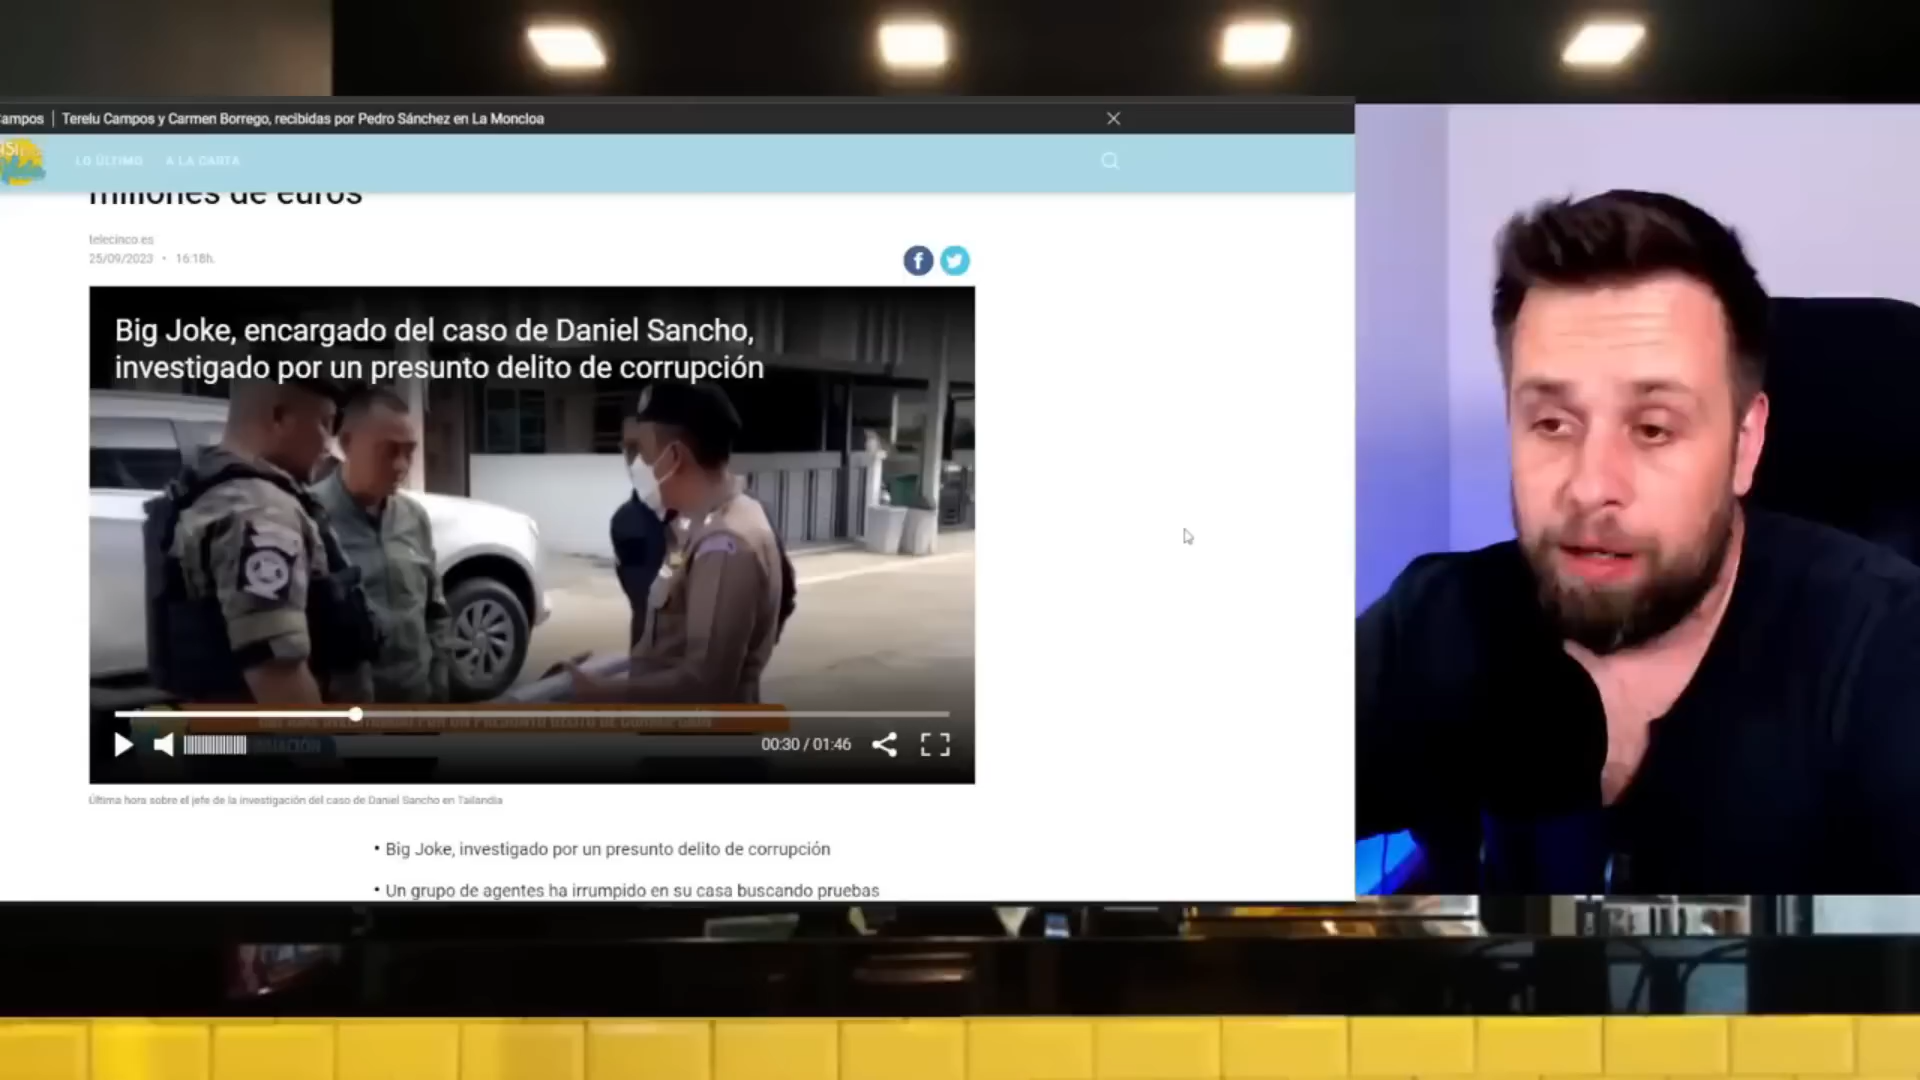 ampos | Terelu Campos y Carmen Borrego, recibidas por Pedro Sánchez en La Moncloa
LO ÚLTIMO A LA CARTA
millones de euros
telecinco.es
25/09/2023 • 16:18h.
Big Joke, encargado del caso de Daniel Sancho,
investigado por un presunto delito de corrupción
00:30 / 01:46
Última hora sobre el jefe de la investigación del caso de Daniel Sancho en Tailandia
• Big Joke, investigado por un presunto delito de corrupción
• Un grupo de agentes ha irrumpido en su casa buscando pruebas